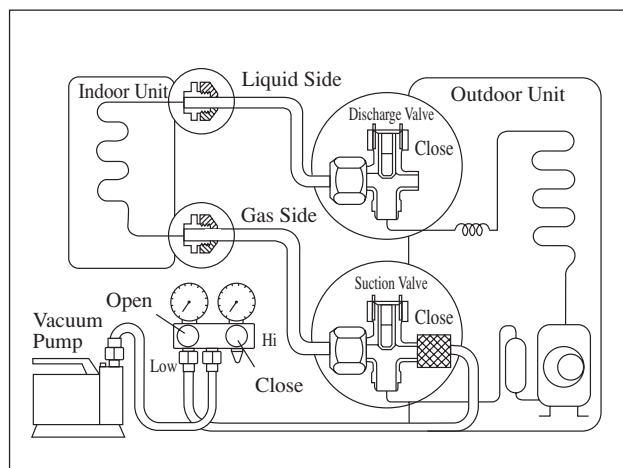 Indoor Unit
Liquid Side
Outdoor Unit
Discharge Valve
Close
Gas Side
Suction Valve
Close
Open
Vacuum
Pump
Low
Hi
Close